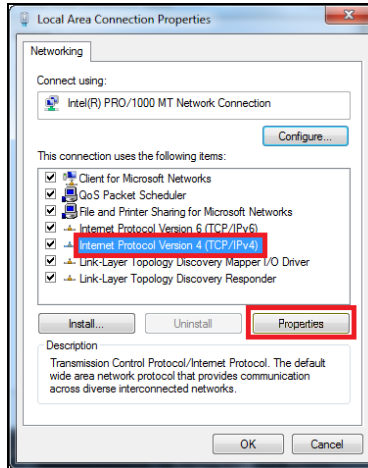 Local Area Connection Properties
Networking
Connect using:
Intel(R) PRO/1000 MT Network Connection
Configure...
This connection uses the following items:
Client for Microsoft Networks
QoS Packet Scheduler
File and Printer Sharing for Microsoft Networks
Internet Protocol Version 6 (TCP/IPv6)
Internet Protocol Version 4 (TCP/IPv4)
Link-Layer Topology Discovery Mapper I/O Driver
Link-Layer Topology Discovery Responder
Install...
Uninstall
Properties
Description
Transmission Control Protocol/Internet Protocol. The default
wide area network protocol that provides communication
across diverse interconnected networks.
OK
Cancel